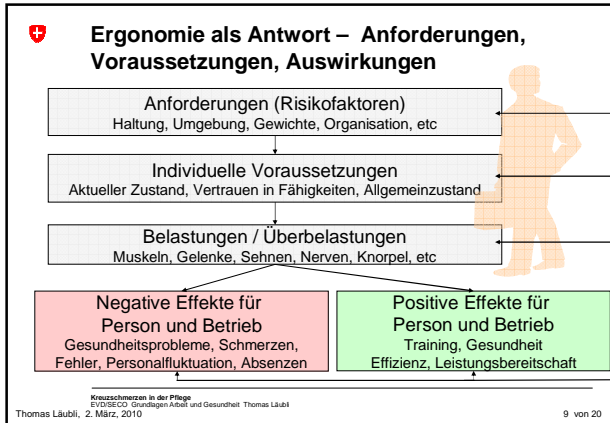 Ergonomie als Antwort – Anforderungen,
Voraussetzungen, Auswirkungen
Anforderungen (Risikofaktoren)
Haltung, Umgebung, Gewichte, Organisation, etc
Individuelle Voraussetzungen
Aktueller Zustand, Vertrauen in Fähigkeiten, Allgemeinzustand
Belastungen / Überbelastungen
Muskeln, Gelenke, Sehnen, Nerven, Knorpel, etc
Negative Effekte für
Person und Betrieb
Gesundheitsprobleme, Schmerzen,
Fehler, Personalfluktuation, Absenzen
Positive Effekte für
Person und Betrieb
Training, Gesundheit
Effizienz, Leistungsbereitschaft
Kreuzschmerzen in der Pflege
EVD/SECO Grundlagen Arbeit und Gesundheit Thomas Läubli
Thomas Läubli, 2. März, 2010
9 von 20